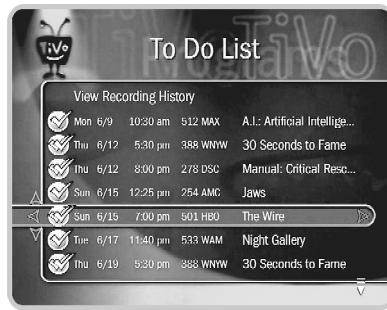 TiVo
To Do List
View Recording History
Mon 6/9 10:30 am 512 MAX A.I.: Artificial Intellige...
Thu 6/12 5:30 pm 388 WNYW 30 Seconds to Fame
Thu 6/12 8:00 pm 278 DSC Manual: Critical Resc...
Sun 6/15 12:25 pm 254 AMC Jaws
Sun 6/15 7:00 pm 501 HBO The Wire
Tue 6/17 11:40 pm 533 WAM Night Gallery
Thu 6/19 5:30 pm 388 WNYW 30 Seconds to Fame